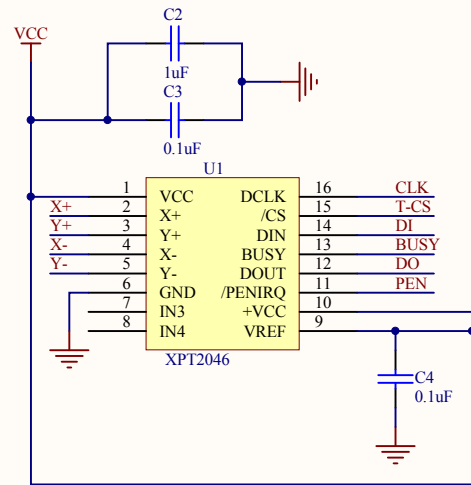 VCC
C2
1uF
C3
0.1uF
U1
1 VCC DCLK 16 CLK
X+ 2 X+ /CS 15 T-CS
Y+ 3 Y+ DIN 14 DI
X- 4 X- BUSY 13 BUSY
Y- 5 Y- DOUT 12 DO
6 GND /PENIRQ 11 PEN
7 IN3 +VCC 10
8 IN4 VREF 9
XPT2046
C4
0.1uF